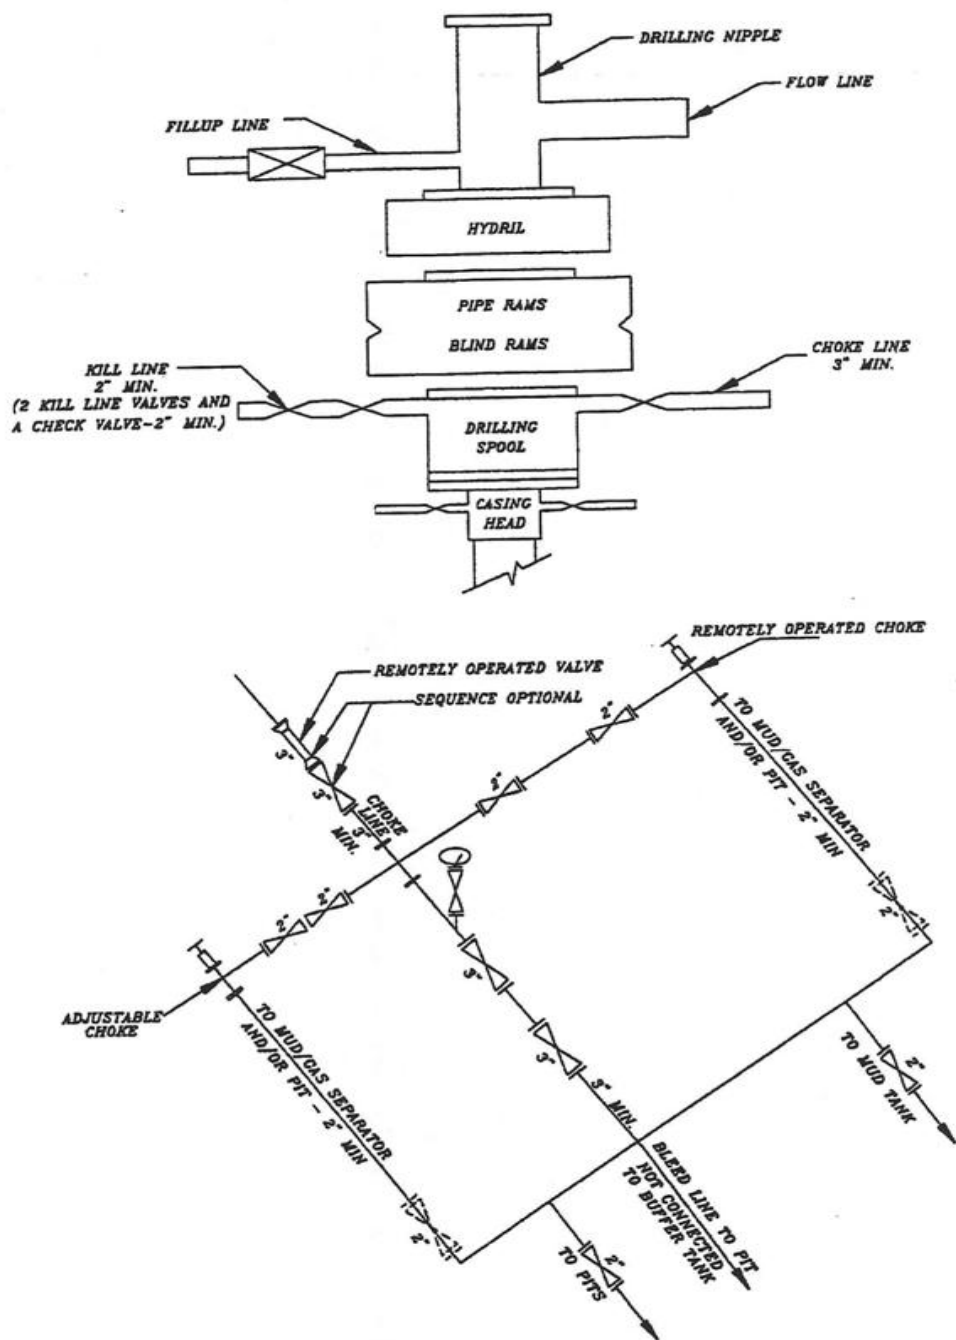 DRILLING NIPPLE
FLOW LINE
FILLUP LINE
HYDRIL
PIPE RAMS
BLIND RAMS
KILL LINE
2" MIN.
(2 KILL LINE VALVES AND
A CHECK VALVE-2" MIN.)
CHOKE LINE
3" MIN.
DRILLING
SPOOL
CASING
HEAD
REMOTELY OPERATED CHOKE
REMOTELY OPERATED VALVE
SEQUENCE OPTIONAL
3"
3"
CHOKE
LINE
3"
MIN.
2"
2"
2"
2"
TO MUD/GAS SEPARATOR
AND/OR PIT - 2" MIN
2"
3"
3"
3" MIN.
ADJUSTABLE
CHOKE
TO MUD/GAS SEPARATOR
AND/OR PIT - 2" MIN
2"
2"
TO MUD TANK
BLEED LINE TO PIT
NOT CONNECTED
TO BUFFER TANK
2"
TO PITS